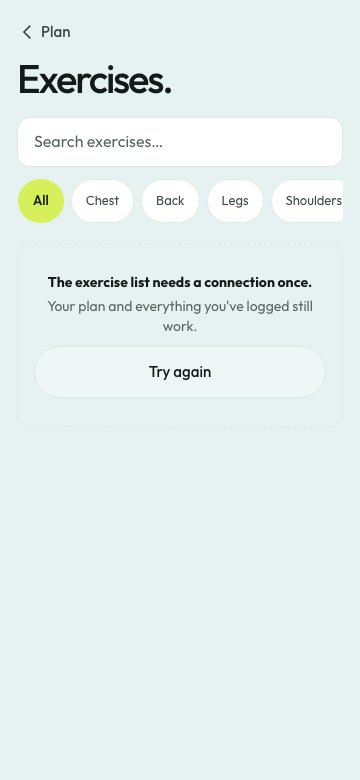 Plan
Exercises.
Search exercises...
All
Chest
Back
Legs
Shoulders
The exercise list needs a connection once.
Your plan and everything you've logged still
work.
Try again